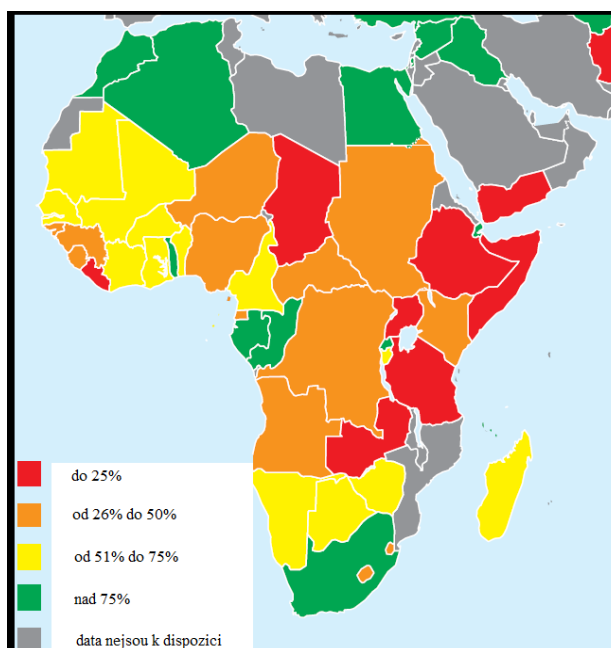 do 25%
od 26% do 50%
od 51% do 75%
nad 75%
data nejsou k dispozici